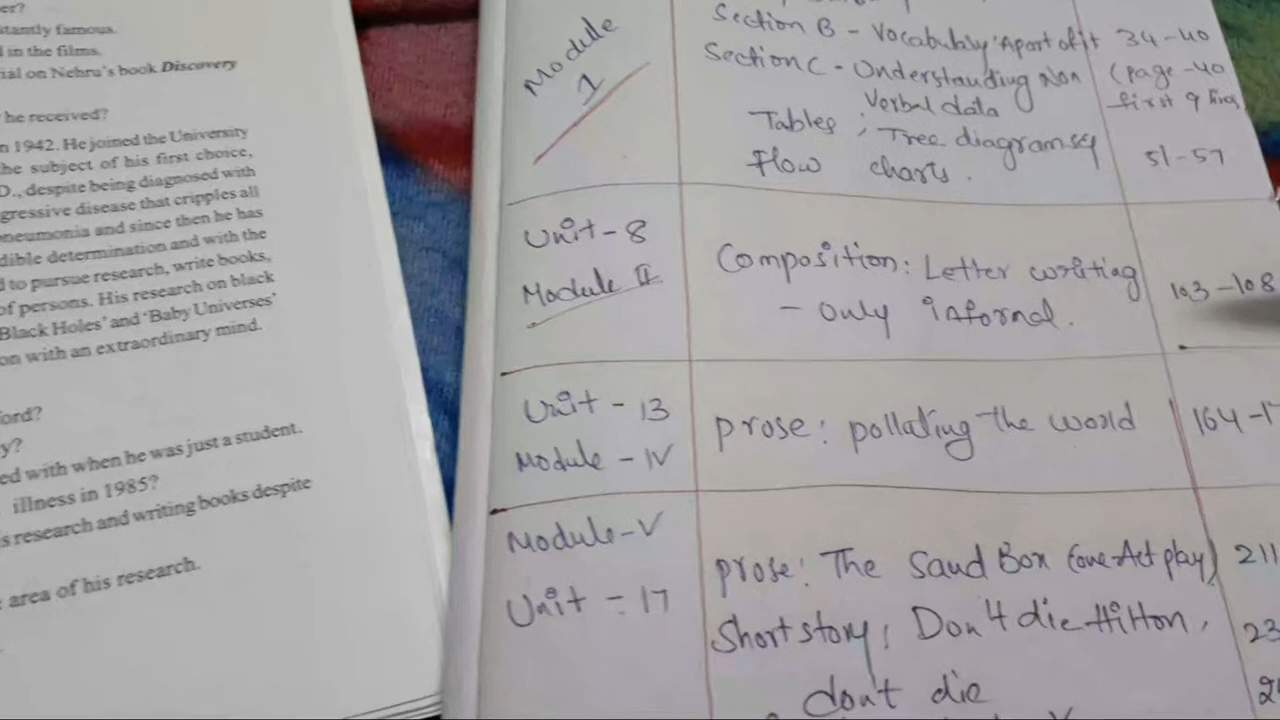 er?
stantly famous.
d in the films.
ial on Nehru's book Discovery
he received?
n 1942. He joined the University
he subject of his first choice,
D., despite being diagnosed with
gressive disease that cripples all
oneumonia and since then he has
dible determination and with the
d to pursue research, write books,
of persons. His research on black
Black Holes' and 'Baby Universes'
on with an extraordinary mind.
ord?
y?
ed with when he was just a student.
illness in 1985?
s research and writing books despite
area of his research.
Module
1
Section B - Vocabulary: Apart of it 34-40
Section C - Understanding Non (page -40
Verbal data first 9 lines
Tables ; Tree diagrams
Flow charts. 51-57
Unit-8
Module II
Composition: Letter writing
- Only informal.
103-108
Unit - 13
Module - IV
Prose: pollating the world
164-1
Module-V
Unit - 17
Prose: The Sand Box (one-Act play) 211
Short story: Don't die Hilton, 23
don't die